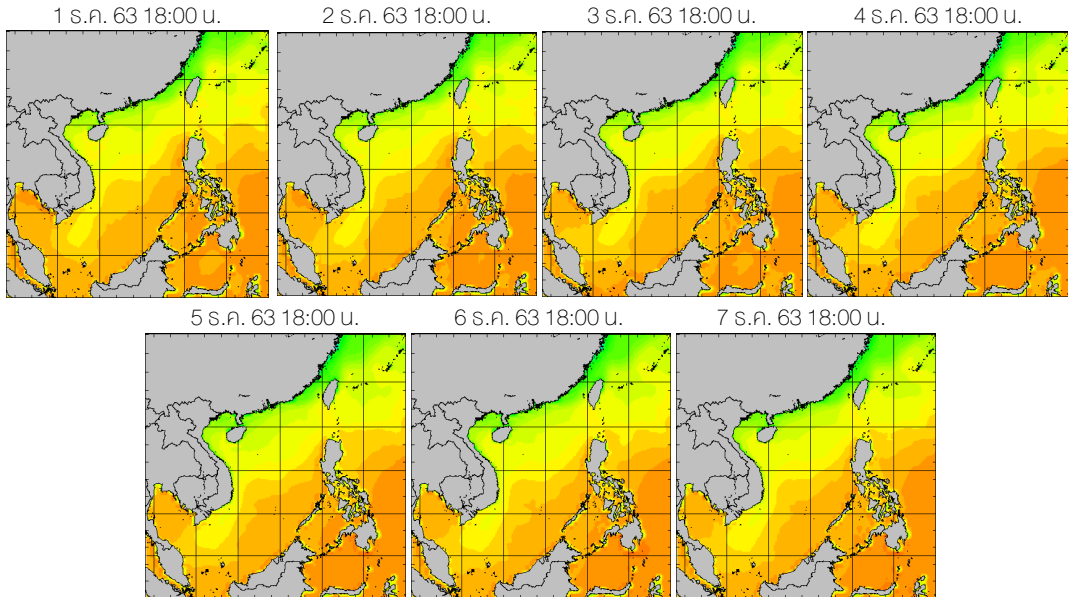 1 ธ.ค. 63 18:00 น.
2 ธ.ค. 63 18:00 น.
3 ธ.ค. 63 18:00 น.
4 ธ.ค. 63 18:00 น.
5 ธ.ค. 63 18:00 น.
6 ธ.ค. 63 18:00 น.
7 ธ.ค. 63 18:00 น.